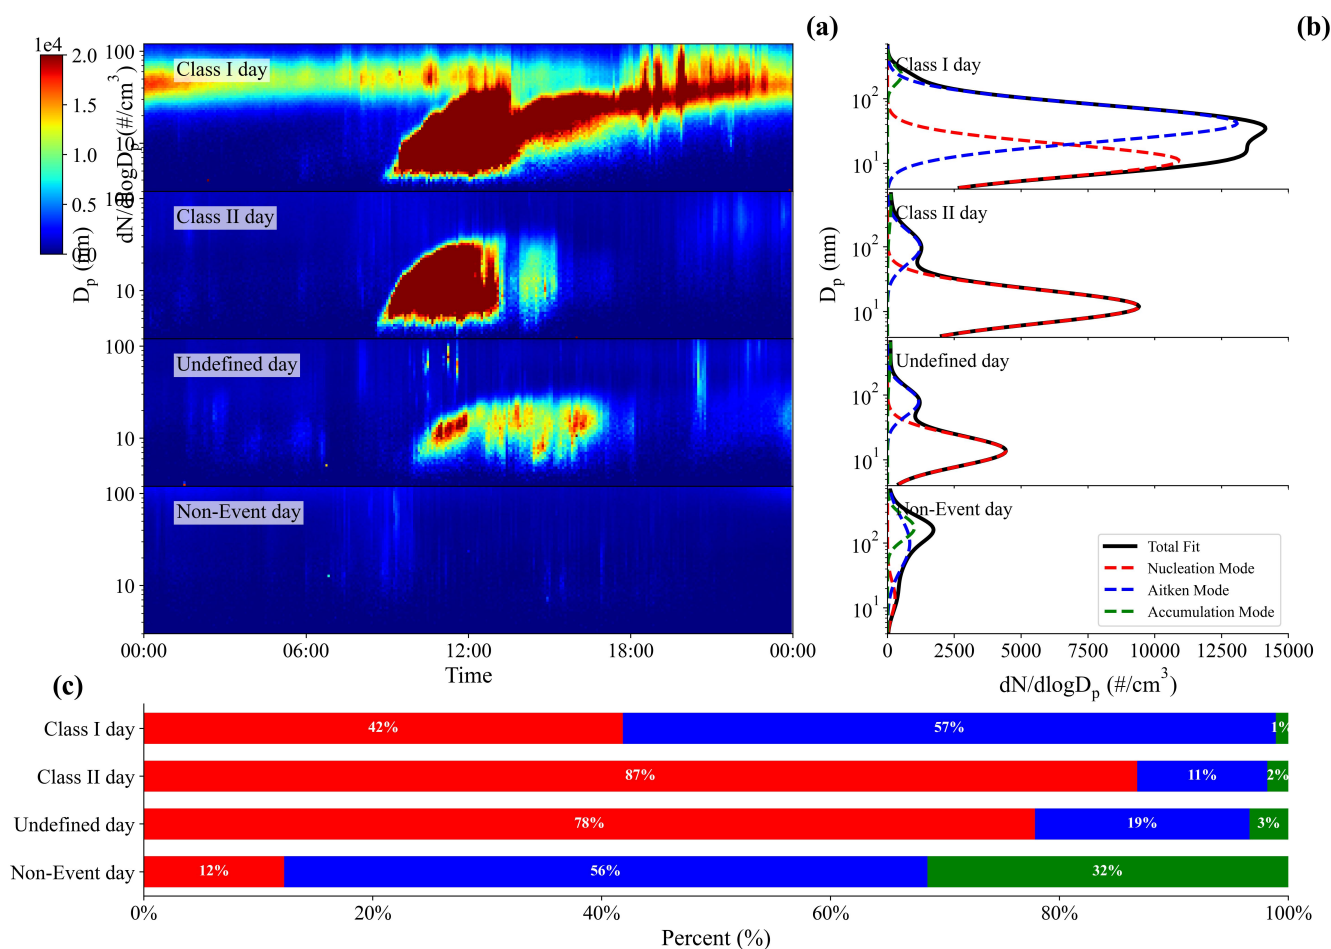 (a)
(b)
1e4
2.0
1.5
1.0
0.5
0.0
dN/dlogDp (#/cm³)
Dp (nm)
100
10
Class I day
100
10
Class II day
100
10
Undefined day
100
10
Non-Event day
00:00 06:00 12:00 18:00 00:00
Time
Dp (nm)
Class I day
10²
10¹
Class II day
10²
10¹
Undefined day
10²
10¹
Non-Event day
10²
10¹
Total Fit
Nucleation Mode
Aitken Mode
Accumulation Mode
0 2500 5000 7500 10000 12500 15000
dN/dlogDp (#/cm³)
(c)
Class I day 42% 57% 1%
Class II day 87% 11% 2%
Undefined day 78% 19% 3%
Non-Event day 12% 56% 32%
0% 20% 40% 60% 80% 100%
Percent (%)